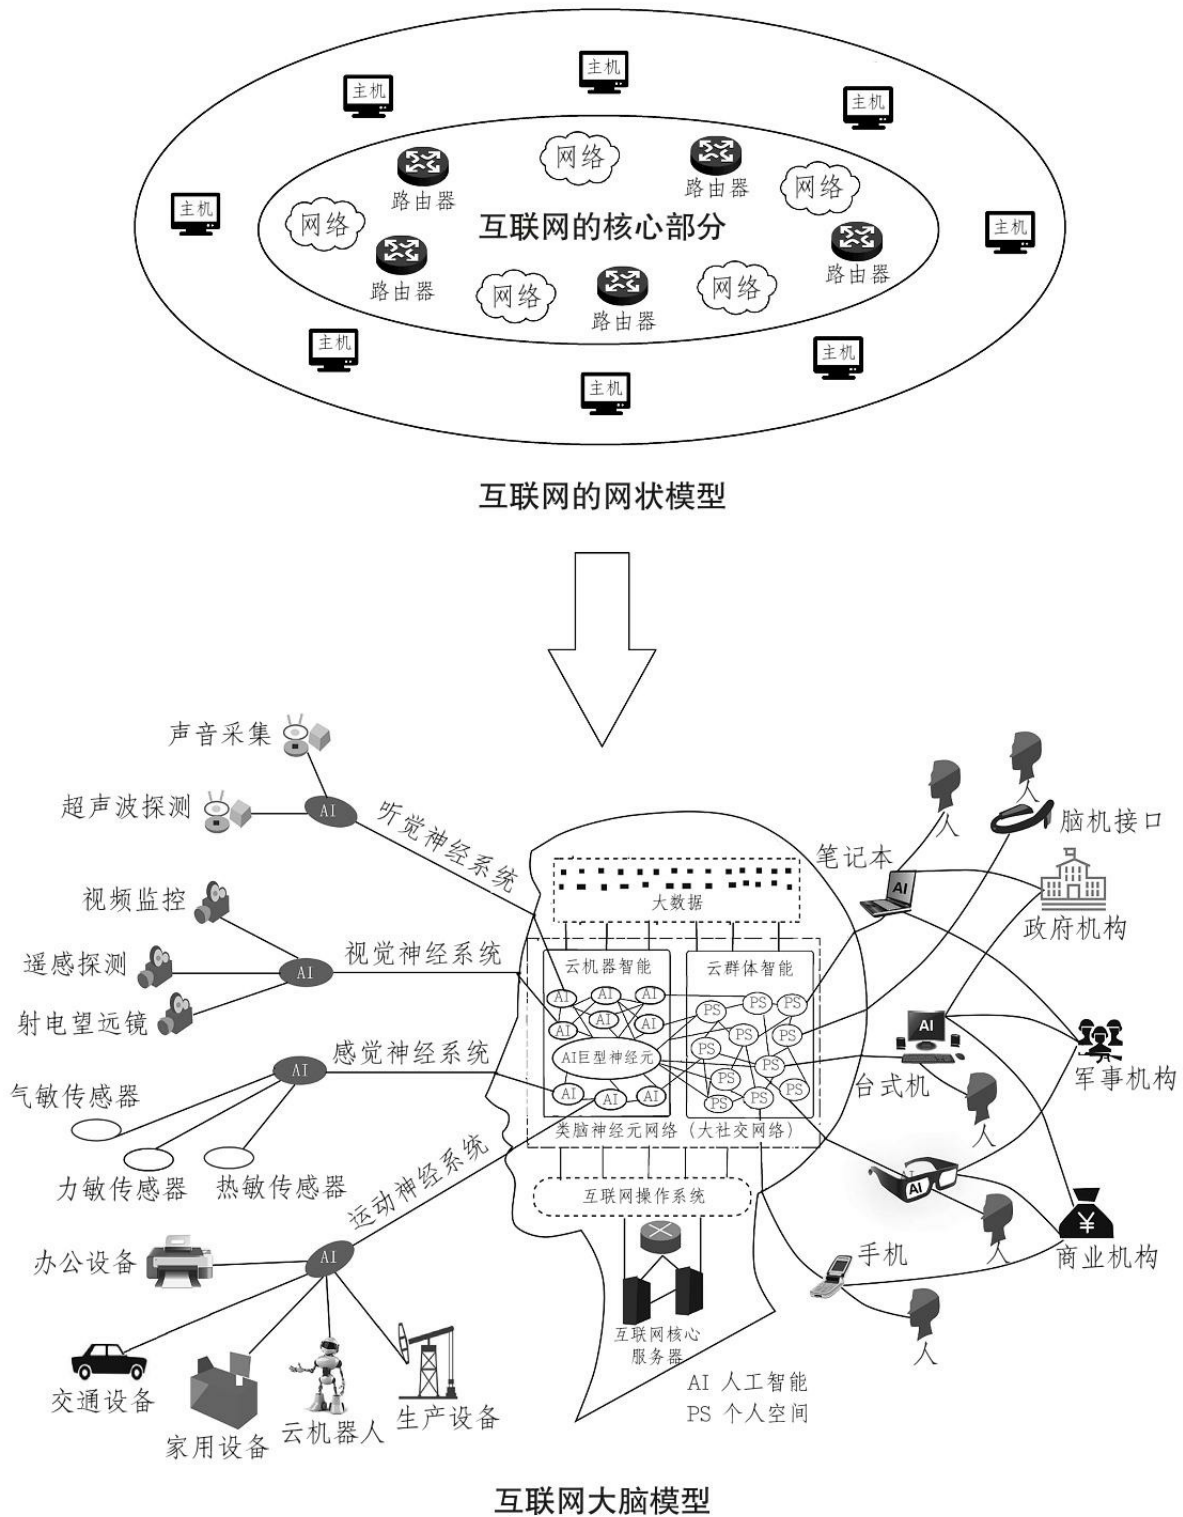 主机
主机
主机
主机
主机
主机
主机
主机
网络
路由器
网络
路由器
网络
互联网的核心部分
路由器
路由器
网络
网络
路由器
互联网的网状模型
声音采集
超声波探测
AI
听觉神经系统
视频监控
遥感探测
射电望远镜
AI
视觉神经系统
气敏传感器
力敏传感器
热敏传感器
AI
感觉神经系统
办公设备
交通设备
家用设备
云机器人
生产设备
AI
运动神经系统
大数据
云机器智能
AI
AI
AI
AI
AI
AI
AI巨型神经元
AI
AI
AI
云群体智能
PS
PS
PS
PS
PS
PS
PS
PS
PS
PS
PS
类脑神经元网络（大社交网络）
互联网操作系统
互联网核心
服务器
AI 人工智能
PS 个人空间
笔记本
AI
人
人
脑机接口
政府机构
AI
台式机
人
军事机构
AI
AI
人
商业机构
手机
人
互联网大脑模型